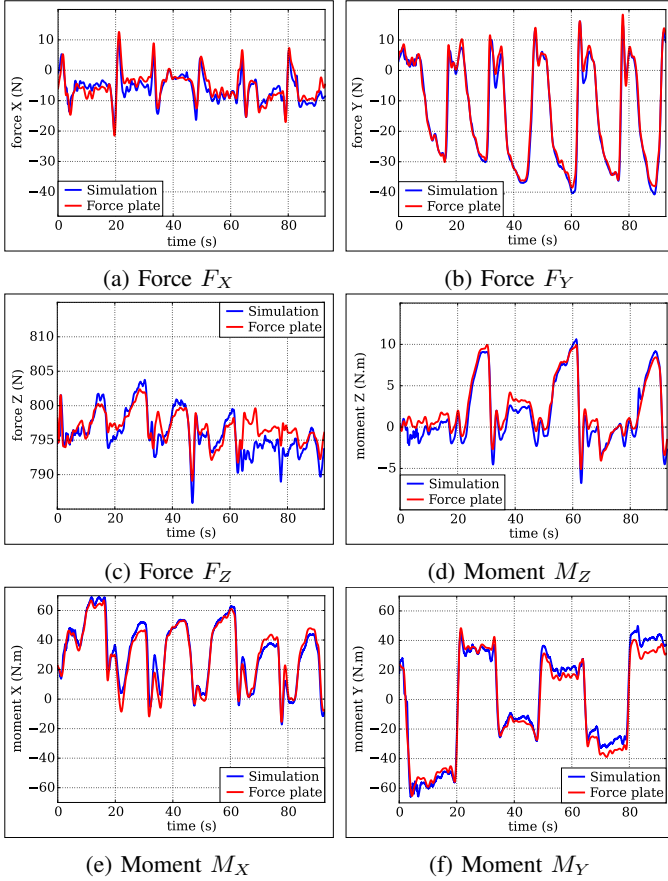 10
0
−10
−20
−30
−40
force X (N)
Simulation
Force plate
0 20 40 60 80
time (s)
(a) Force F_X
10
0
−10
−20
−30
−40
force Y (N)
Simulation
Force plate
0 20 40 60 80
time (s)
(b) Force F_Y
810
805
800
795
790
force Z (N)
Simulation
Force plate
0 20 40 60 80
time (s)
(c) Force F_Z
10
5
0
−5
moment Z (N.m)
Simulation
Force plate
0 20 40 60 80
time (s)
(d) Moment M_Z
60
40
20
0
−20
−40
−60
moment X (N.m)
Simulation
Force plate
0 20 40 60 80
time (s)
(e) Moment M_X
60
40
20
0
−20
−40
−60
moment Y (N.m)
Simulation
Force plate
0 20 40 60 80
time (s)
(f) Moment M_Y